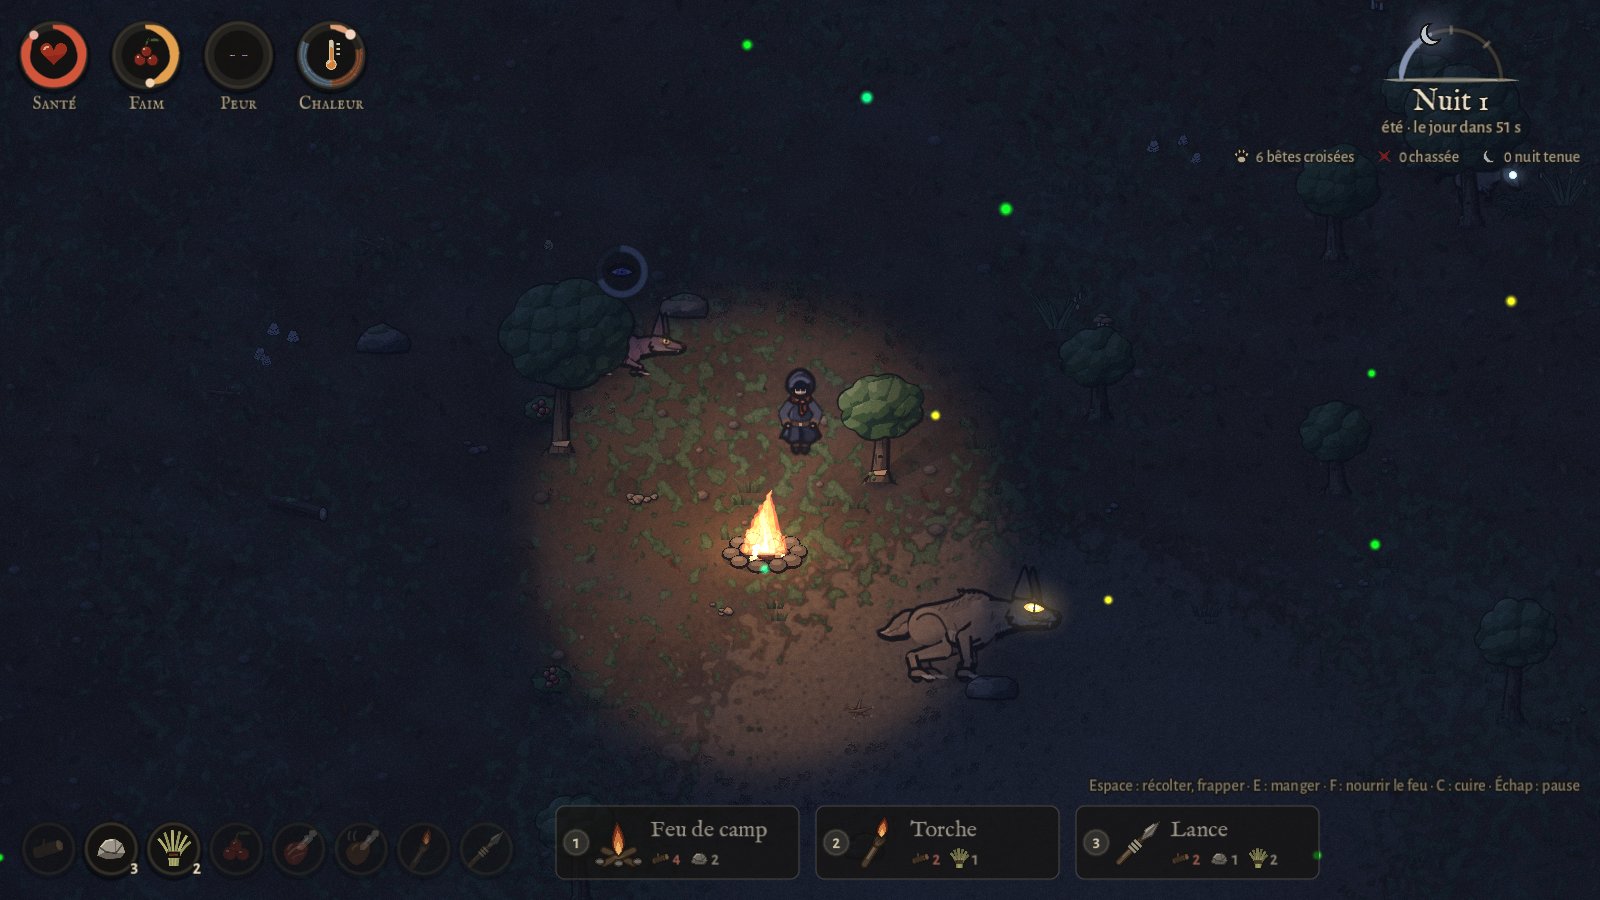 Santé
Faim
Peur
Chaleur
Nuit 1
été · le jour dans 51 s
6 bêtes croisées
0 chassée
0 nuit tenue
Espace : récolter, frapper · E : manger · F : nourrir le feu · C : cuire · Échap : pause
3
2
1
Feu de camp
4
2
2
Torche
2
1
3
Lance
2
1
2